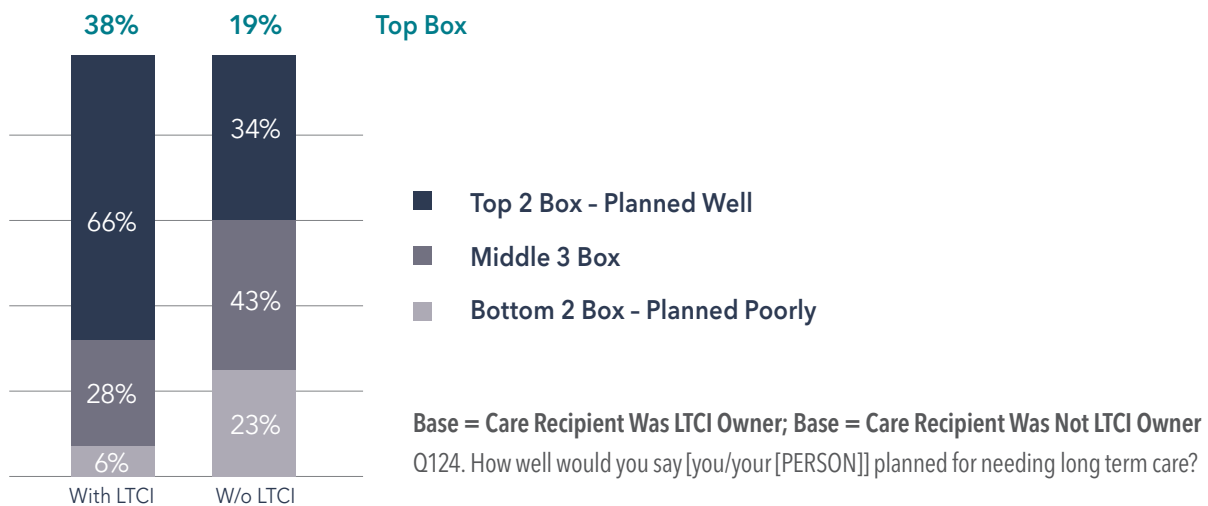 38% 19% Top Box
34%
66%
43%
28%
23%
6%
With LTCI W/o LTCI
Top 2 Box – Planned Well
Middle 3 Box
Bottom 2 Box – Planned Poorly
Base = Care Recipient Was LTCI Owner; Base = Care Recipient Was Not LTCI Owner
Q124. How well would you say [you/your [PERSON]] planned for needing long term care?